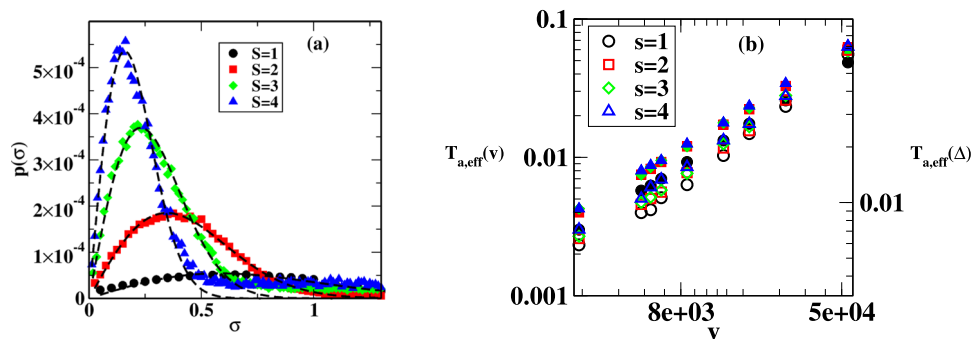 (a)
S=1
S=2
S=3
S=4
5×10⁻⁴
4×10⁻⁴
3×10⁻⁴
2×10⁻⁴
1×10⁻⁴
0
p(σ)
0 0.5 1
σ
(b)
s=1
s=2
s=3
s=4
0.1
0.01
0.001
T_a,eff(v)
8e+03 5e+04
v
0.01
T_a,eff(Δ)